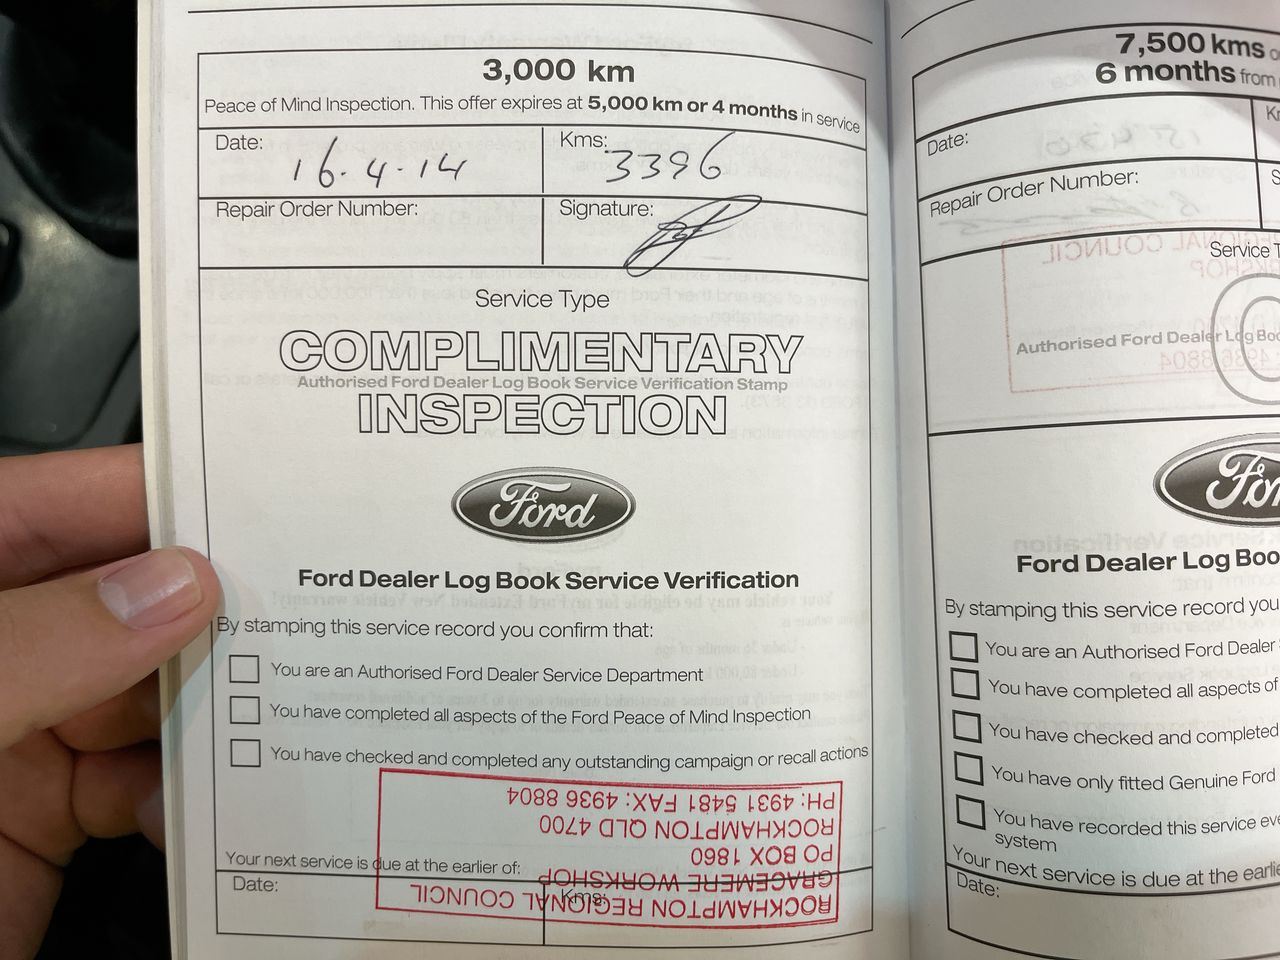 3,000 km
Peace of Mind Inspection. This offer expires at 5,000 km or 4 months in service
Date: 16.4.14
Kms: 3396
Repair Order Number:
Signature:
Service Type
COMPLIMENTARY
Authorised Ford Dealer Log Book Service Verification Stamp
INSPECTION
Ford
Ford Dealer Log Book Service Verification
By stamping this service record you confirm that:
You are an Authorised Ford Dealer Service Department
You have completed all aspects of the Ford Peace of Mind Inspection
You have checked and completed any outstanding campaign or recall actions
Your next service is due at the earlier of:
Date:
Kms:
ROCKHAMPTON REGIONAL COUNCIL
GRACEMERE WORKSHOP
PO BOX 1860
ROCKHAMPTON QLD 4700
PH: 4931 5481 FAX: 4936 8804
7,500 kms
6 months from
Date:
Repair Order Number:
Service
Authorised Ford Dealer Log
Ford Dealer Log
By stamping this service record
You are an Authorised Ford Dealer
You have completed all aspects of
You have checked and completed
You have only fitted Genuine Ford
You have recorded this service
system
Your next service is due at the
Date: